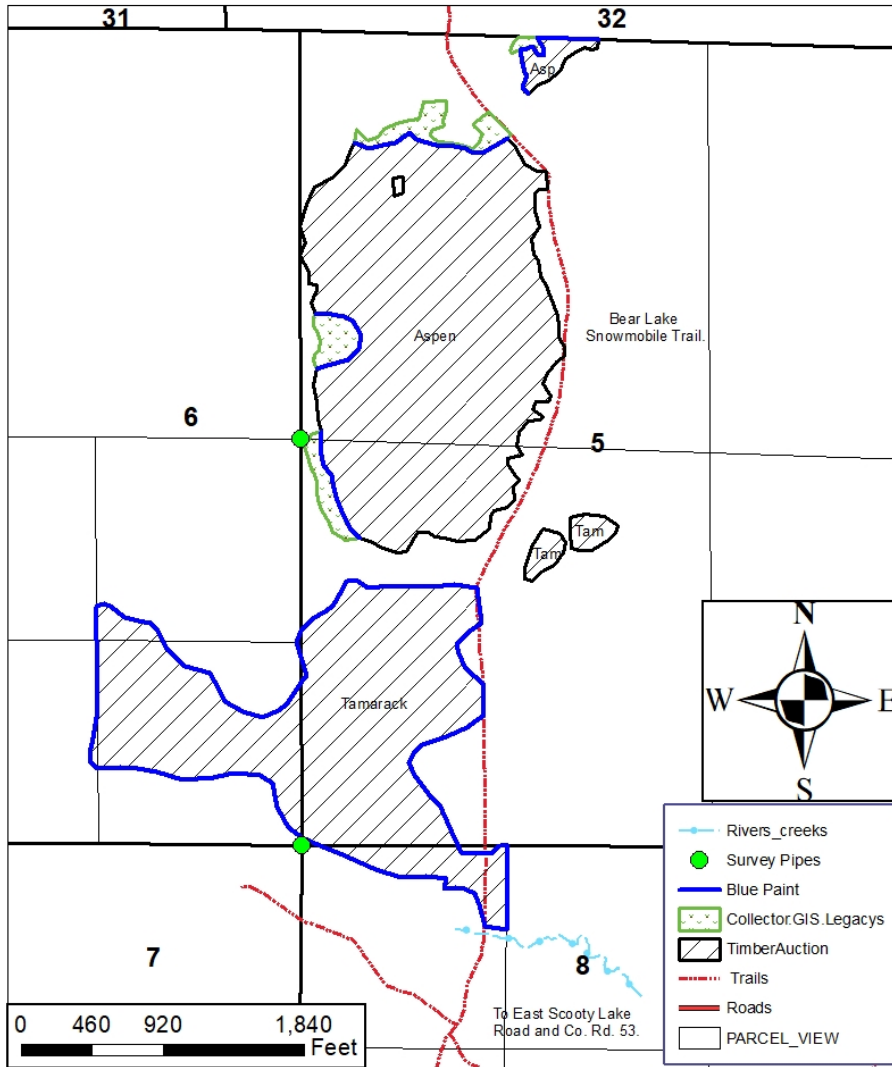 31
32
Asp
Aspen
Bear Lake
Snowmobile Trail.
6
5
Tam
Tam
Tamarack
N
W
E
S
Rivers_creeks
Survey Pipes
Blue Paint
Collector.GIS.Legacys
TimberAuction
Trails
Roads
PARCEL_VIEW
7
8
To East Scooty Lake
Road and Co. Rd. 53.
0 460 920 1,840
Feet